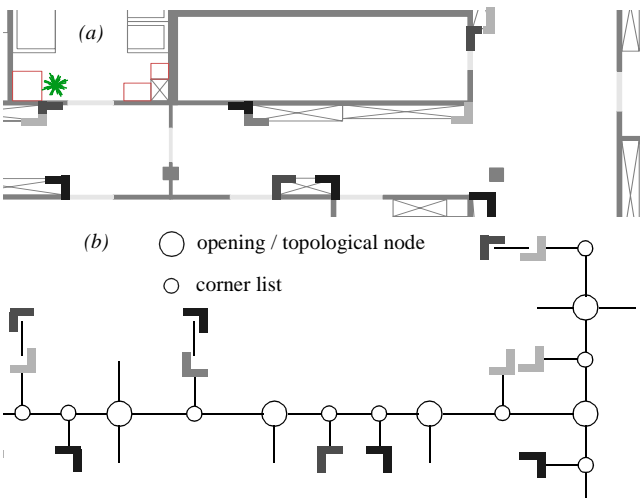 (a)
(b) opening / topological node
corner list